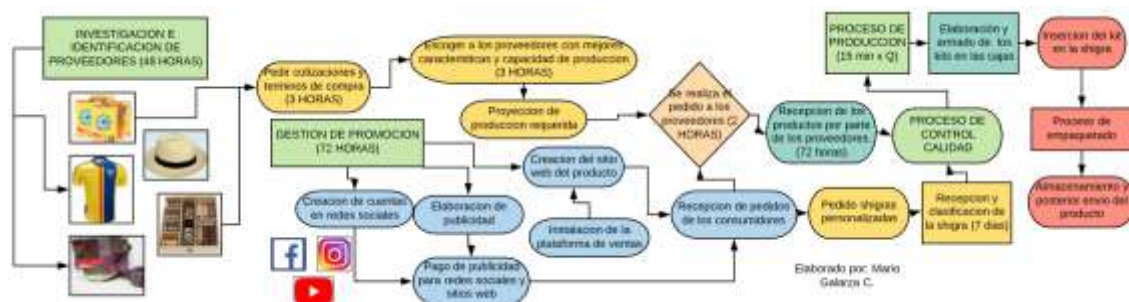 INVESTIGACION E
IDENTIFICACION DE
PROVEEDORES (48 HORAS)
Pedir cotizaciones y
terminos de compra
(3 HORAS)
Escoger a los proveedores con mejores
caracteristicas y capacidad de produccion
(3 HORAS)
Proyeccion de
produccion requerida
Se realiza el
pedido a los
proveedores (2
HORAS)
Recepcion de los
productos por parte
de los proveedores.
(72 horas)
PROCESO DE
CONTROL
CALIDAD
PROCESO DE
PRODUCCION
(15 min x Q)
Elaboración y
armado de los
kits en las cajas
Insercion del kit
en la shigra
Proceso de
empaquetado
Almacenamiento y
posterior envio del
producto
GESTION DE PROMOCION
(72 HORAS)
Creacion de cuentas
en redes sociales
Elaboracion de
publicidad
Pago de publicidad
para redes sociales y
sitios web
Creacion del sitio
web del producto
Instalacion de la
plataforma de ventas
Recepcion de pedidos
de los consumidores
Pedido shigras
personalizadas
Recepcion y
clasificacion de
la shigra (7 dias)
Elaborado por: Mario
Galarza C.